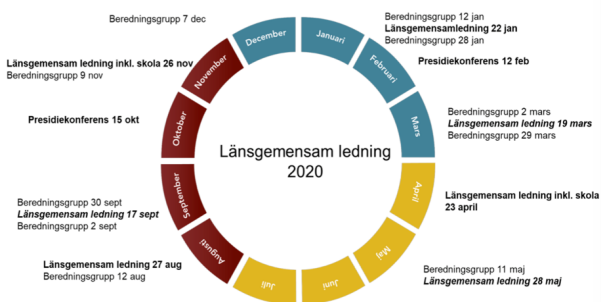 Länsgemensam ledning
2020
Januari
Februari
Mars
April
Maj
Juni
Juli
Augusti
September
Oktober
November
December
Beredningsgrupp 12 jan
Länsgemensamledning 22 jan
Beredningsgrupp 28 jan
Presidiekonferens 12 feb
Beredningsgrupp 2 mars
Länsgemensam ledning 19 mars
Beredningsgrupp 29 mars
Länsgemensam ledning inkl. skola
23 april
Beredningsgrupp 11 maj
Länsgemensam ledning 28 maj
Länsgemensam ledning 27 aug
Beredningsgrupp 12 aug
Beredningsgrupp 30 sept
Länsgemensam ledning 17 sept
Beredningsgrupp 2 sept
Presidiekonferens 15 okt
Länsgemensam ledning inkl. skola 26 nov
Beredningsgrupp 9 nov
Beredningsgrupp 7 dec